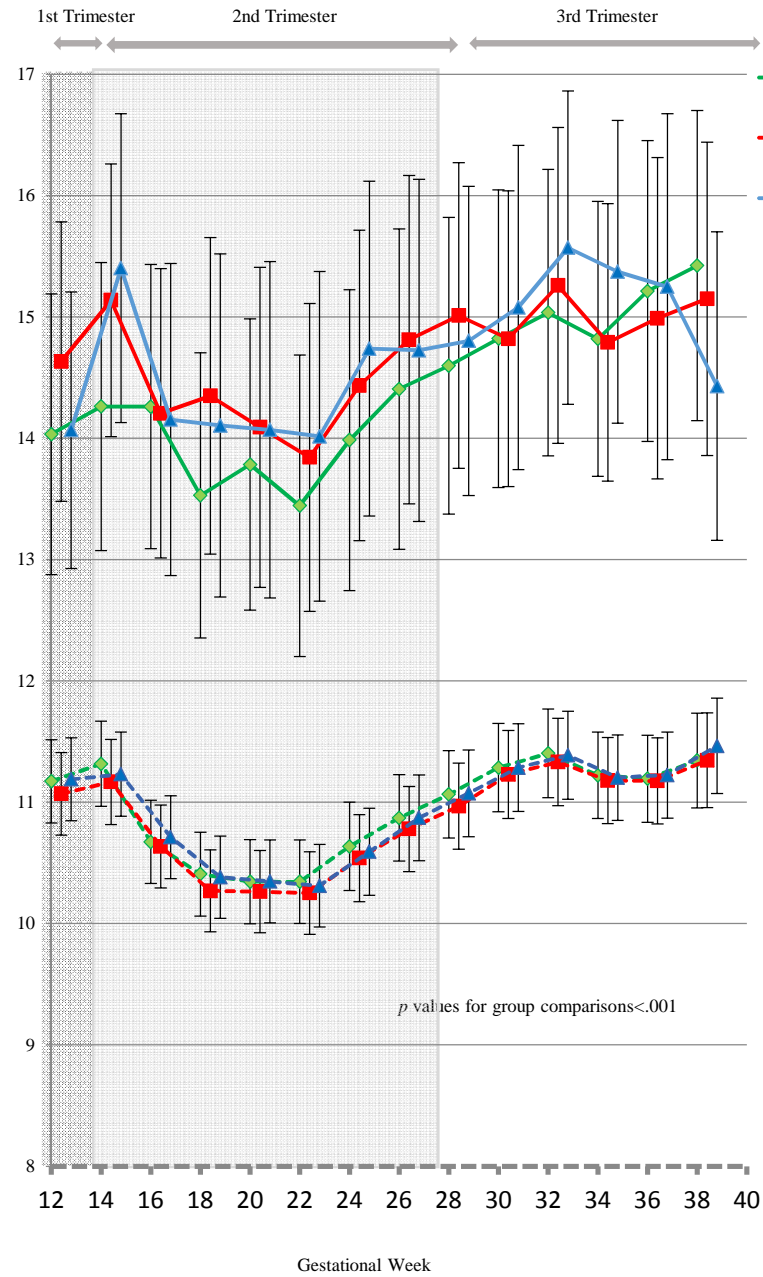 1st Trimester 2nd Trimester 3rd Trimester
17
16
15
14
13
12
11
10
p values for group comparisons<.001
9
8
12 14 16 18 20 22 24 26 28 30 32 34 36 38 40
Gestational Week